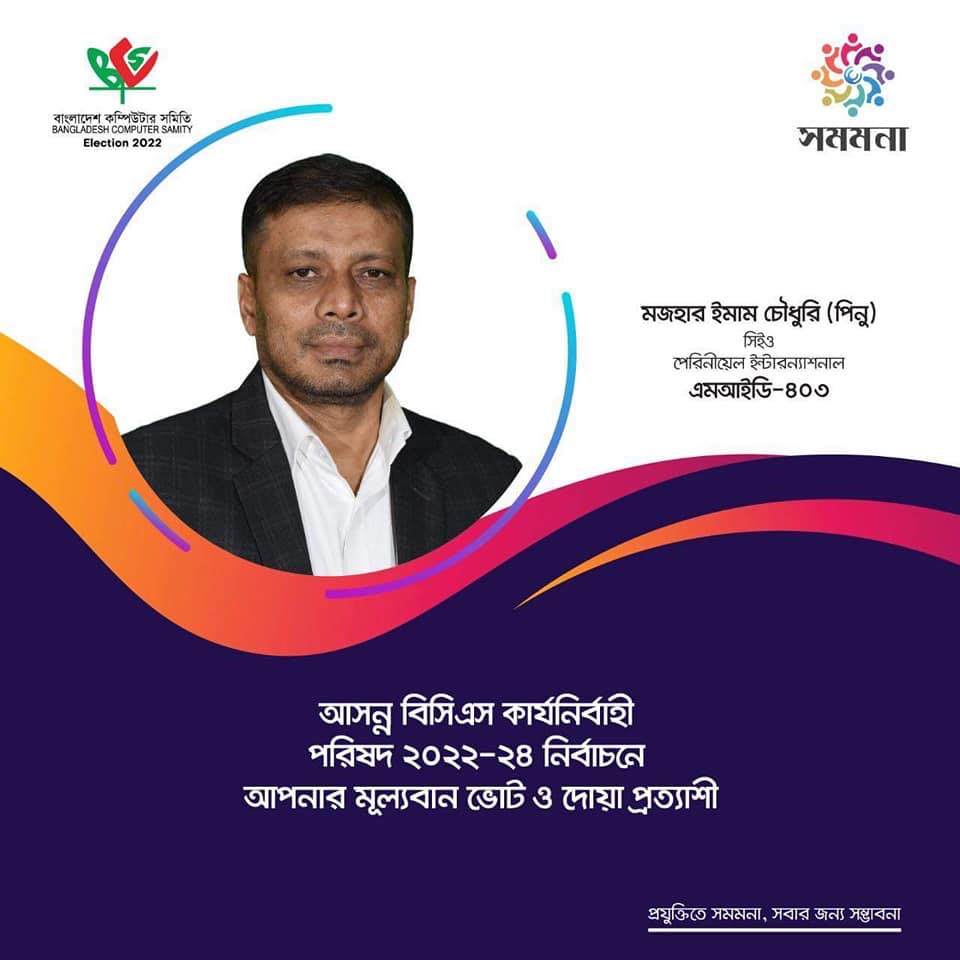 BCS
বাংলাদেশ কম্পিউটার সমিতি
BANGLADESH COMPUTER SAMITY
Election 2022
সমমনা
মজহার ইমাম চৌধুরি (পিনু)
সিইও
পেরিনীয়েল ইন্টারন্যাশনাল
এমআইডি-৪০৩
আসন্ন বিসিএস কার্যনির্বাহী
পরিষদ ২০২২-২৪ নির্বাচনে
আপনার মূল্যবান ভোট ও দোয়া প্রত্যাশী
প্রযুক্তিতে সমমনা, সবার জন্য সম্ভাবনা